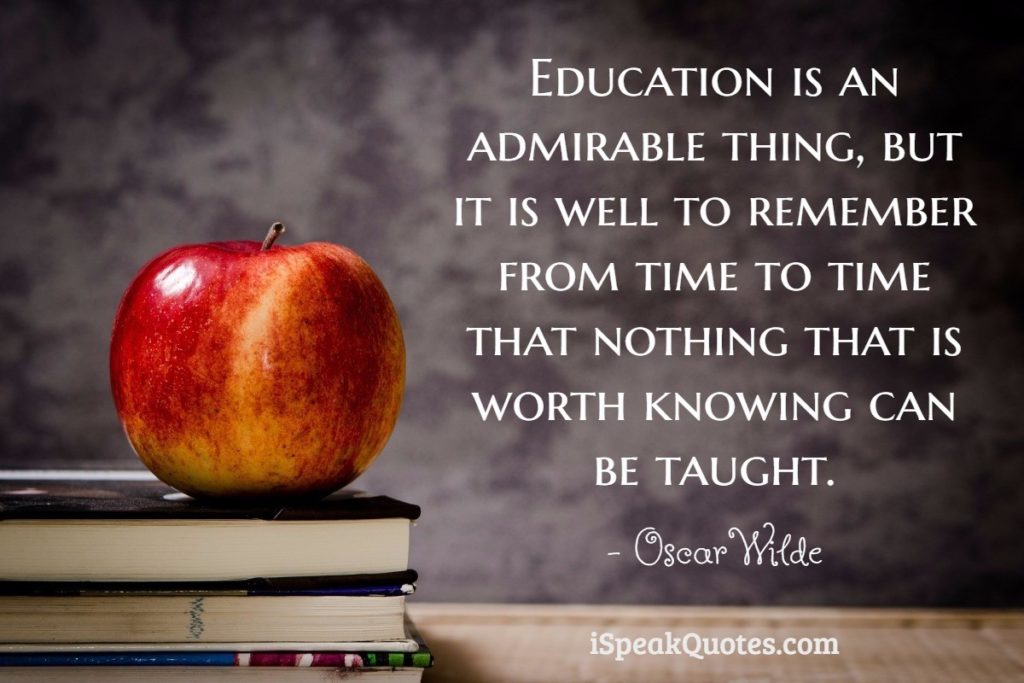 Education is an
admirable thing, but
it is well to remember
from time to time
that nothing that is
worth knowing can
be taught.
- Oscar Wilde
iSpeakQuotes.com